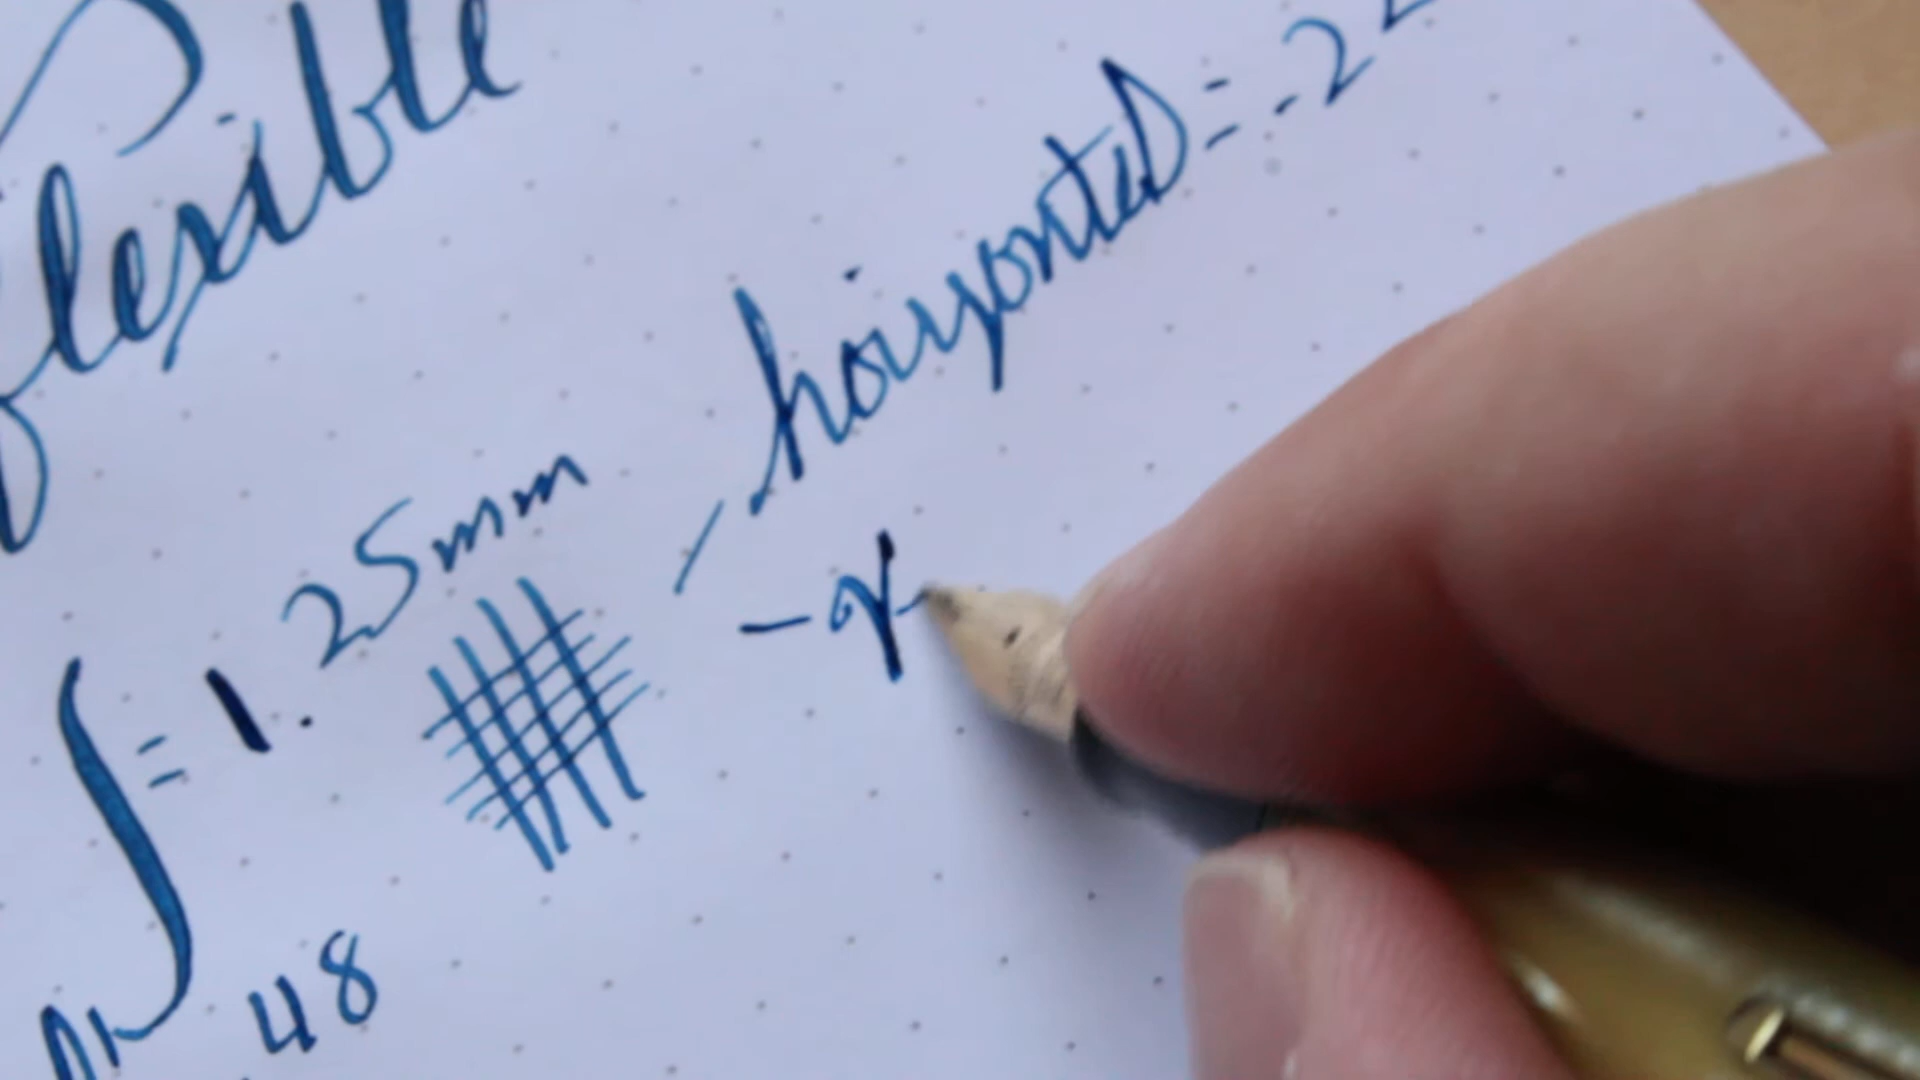 flexible
horizontal = .22
= 1.25mm
48